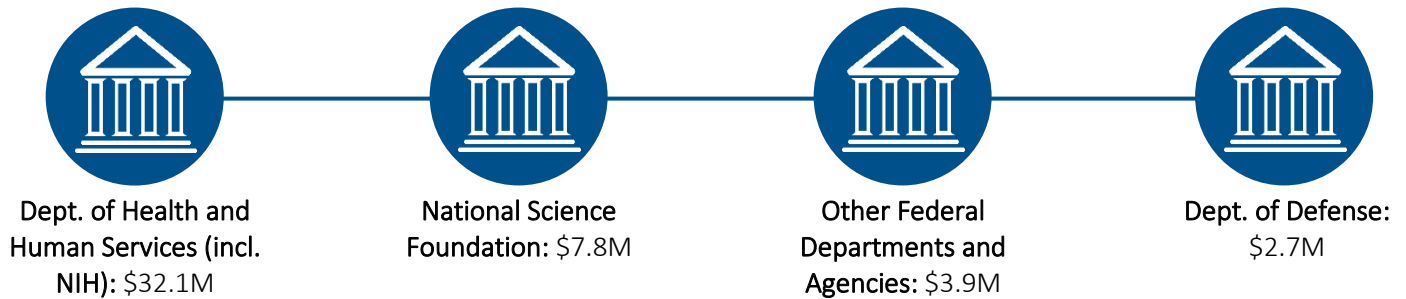 Dept. of Health and
Human Services (incl.
NIH): $32.1M
National Science
Foundation: $7.8M
Other Federal
Departments and
Agencies: $3.9M
Dept. of Defense:
$2.7M